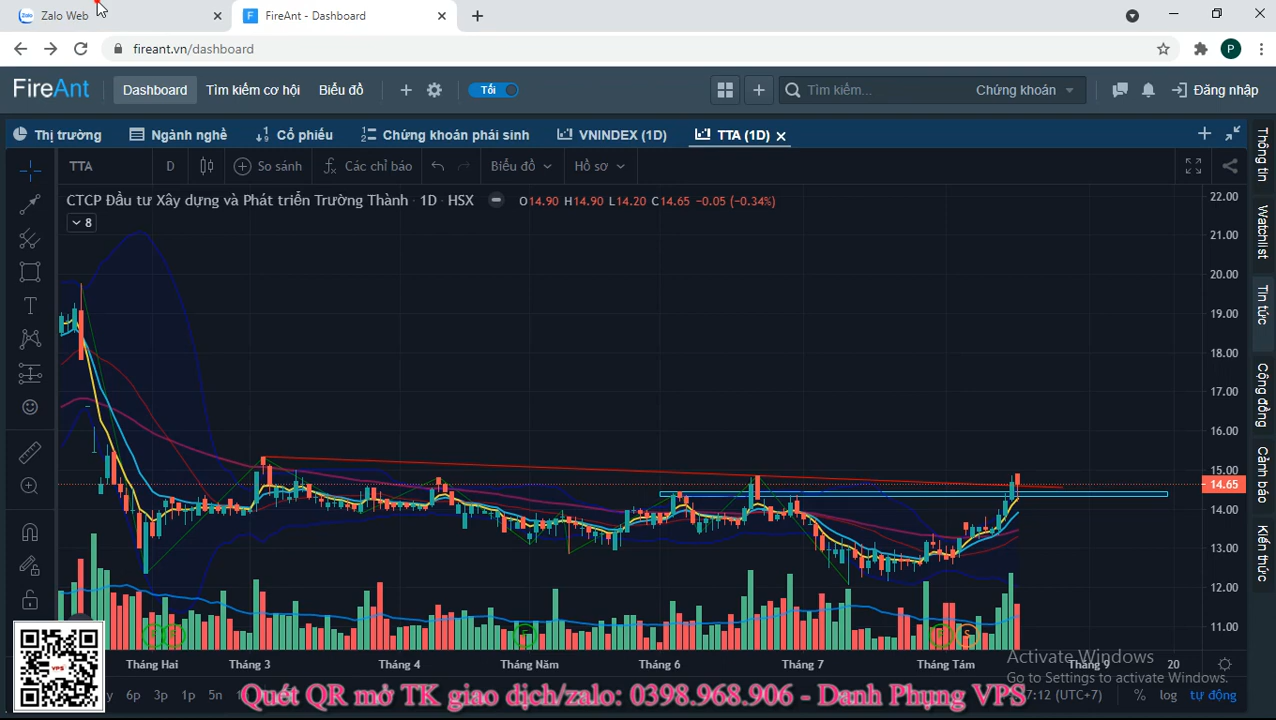 Zalo Web
FireAnt - Dashboard
fireant.vn/dashboard
P
FireAnt
Dashboard
Tìm kiếm cơ hội
Biểu đồ
Tối
Tìm kiếm...
Chứng khoán
Đăng nhập
Thị trường
Ngành nghề
Cổ phiếu
Chứng khoán phái sinh
VNINDEX (1D)
TTA (1D)
TTA
D
So sánh
Các chỉ báo
Biểu đồ
Hồ sơ
CTCP Đầu tư Xây dựng và Phát triển Trường Thành · 1D · HSX
O14.90 H14.90 L14.20 C14.65 -0.05 (-0.34%)
8
22.00
21.00
20.00
19.00
18.00
17.00
16.00
15.00
14.65
14.00
13.00
12.00
11.00
Thông tin
Watchlist
Tin tức
Cộng đồng
Cảnh báo
Kiến thức
Tháng Hai
Tháng 3
Tháng 4
Tháng Năm
Tháng 6
Tháng 7
Tháng Tám
Tháng 9
20
Activate Windows
Go to Settings to activate Windows.
VPS
6p
3p
1p
5n
7:12 (UTC+7)
%
log
tự động
Quét QR mở TK giao dịch/zalo: 0398.968.906 - Danh Phụng VPS